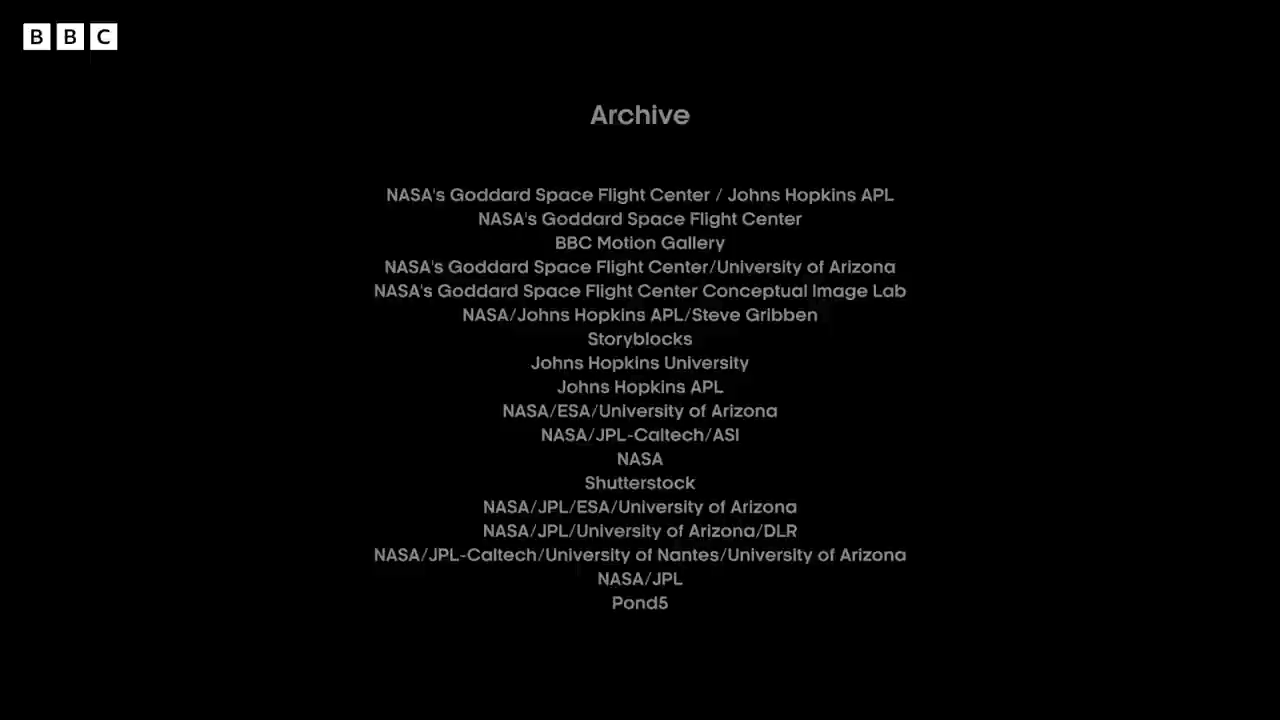 BBC
Archive
NASA's Goddard Space Flight Center / Johns Hopkins APL
NASA's Goddard Space Flight Center
BBC Motion Gallery
NASA's Goddard Space Flight Center/University of Arizona
NASA's Goddard Space Flight Center Conceptual Image Lab
NASA/Johns Hopkins APL/Steve Gribben
Storyblocks
Johns Hopkins University
Johns Hopkins APL
NASA/ESA/University of Arizona
NASA/JPL-Caltech/ASI
NASA
Shutterstock
NASA/JPL/ESA/University of Arizona
NASA/JPL/University of Arizona/DLR
NASA/JPL-Caltech/University of Nantes/University of Arizona
NASA/JPL
Pond5